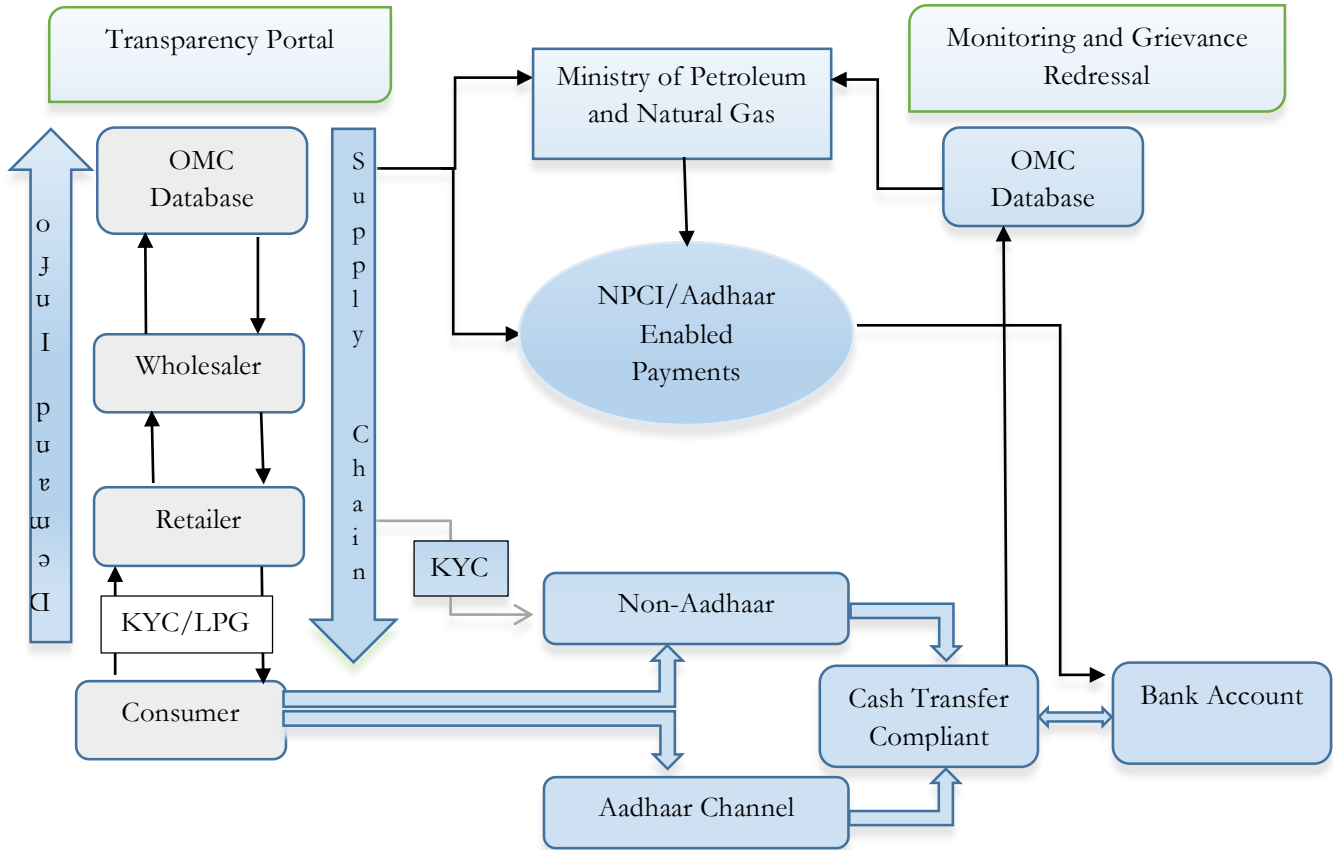 Transparency Portal
Monitoring and Grievance
Redressal
Ministry of Petroleum
and Natural Gas
OMC
Database
OMC
Database
Demand Info
Supply Chain
NPCI/Aadhaar
Enabled
Payments
Wholesaler
Retailer
KYC
KYC/LPG
Non-Aadhaar
Consumer
Cash Transfer
Compliant
Bank Account
Aadhaar Channel